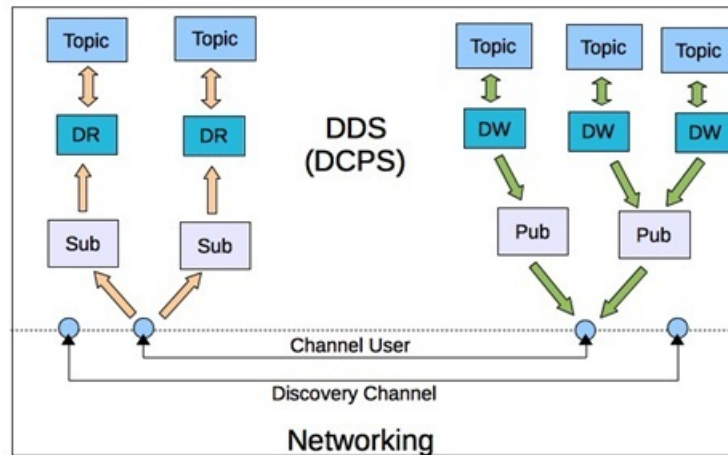 Topic
Topic
Topic
Topic
Topic
DR
DR
DDS
(DCPS)
DW
DW
DW
Sub
Sub
Pub
Pub
Channel User
Discovery Channel
Networking